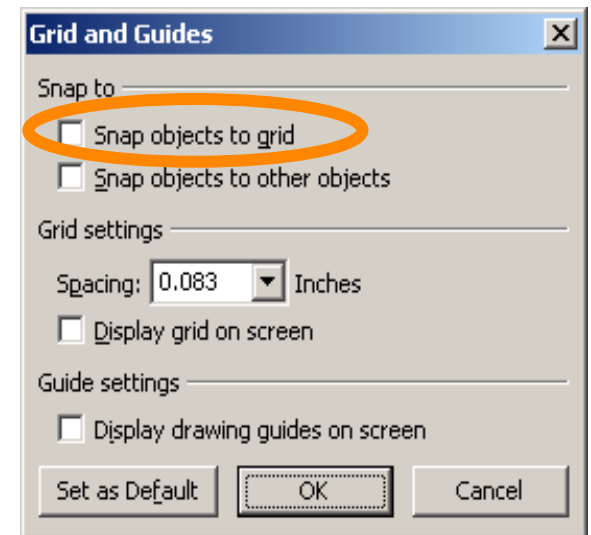 Grid and Guides
Snap to
Snap objects to grid
Snap objects to other objects
Grid settings
Spacing: 0.083 Inches
Display grid on screen
Guide settings
Display drawing guides on screen
Set as Default OK Cancel